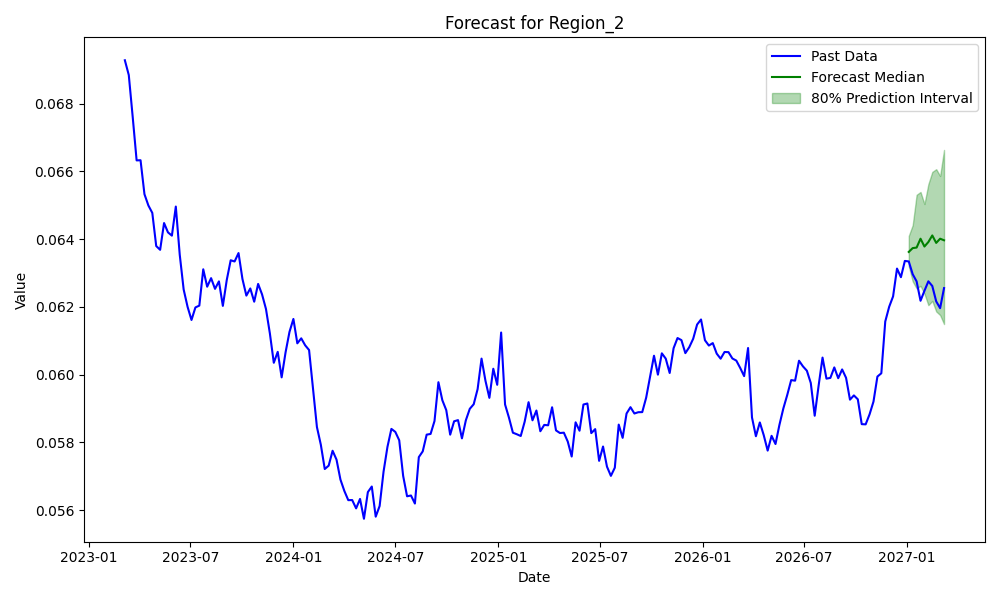 Forecast for Region_2
Past Data
Forecast Median
80% Prediction Interval
Value
0.068
0.066
0.064
0.062
0.060
0.058
0.056
2023-01 2023-07 2024-01 2024-07 2025-01 2025-07 2026-01 2026-07 2027-01
Date